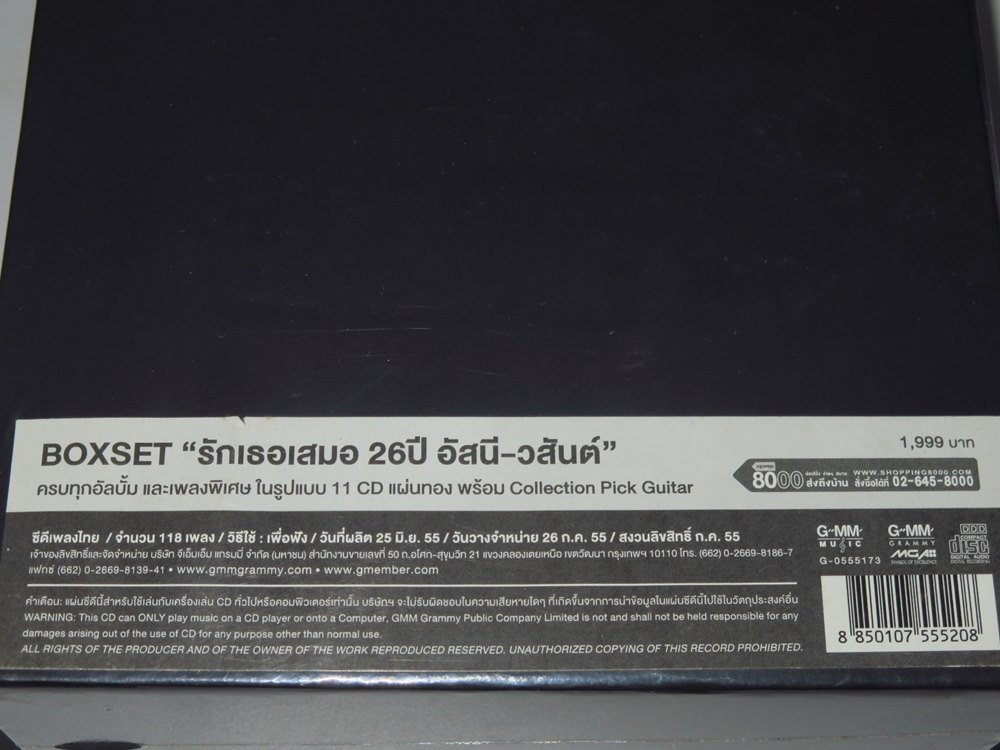 BOXSET “รักเธอเสมอ 26ปี อัสนี-วสันต์”
1,999 บาท
ครบทุกอัลบั้ม และเพลงพิเศษ ในรูปแบบ 11 CD แผ่นทอง พร้อม Collection Pick Guitar
8000 ส่งถึงบ้าน
WWW.SHOPPING8000.COM
สั่งซื้อได้ที่ 02-645-8000
ซีดีเพลงไทย / จำนวน 118 เพลง / วิธีใช้ : เพื่อฟัง / วันที่ผลิต 25 มิ.ย. 55 / วันวางจำหน่าย 26 ก.ค. 55 / สงวนลิขสิทธิ์ ก.ค. 55
เจ้าของลิขสิทธิ์และจัดจำหน่าย บริษัท จีเอ็มเอ็ม แกรมมี่ จำกัด (มหาชน) สำนักงานขายเลขที่ 50 ถ.อโศก-สุขุมวิท 21 แขวงคลองเตยเหนือ เขตวัฒนา กรุงเทพฯ 10110 โทร. (662) 0-2669-8186-7
แฟกซ์ (662) 0-2669-8139-41 • www.gmmgrammy.com • www.gmember.com
G-MM' MUSIC
G-0555173
G-MM' GRAMMY
MGA
SYMBOL OF EXCELLENCE
DDD
COMPACT disc
DIGITAL AUDIO
DIGITAL RECORDING
คำเตือน: แผ่นซีดีนี้สำหรับใช้เล่นกับเครื่องเล่น CD ทั่วไปหรือคอมพิวเตอร์เท่านั้น บริษัทฯ จะไม่รับผิดชอบในความเสียหายใดๆ ที่เกิดขึ้นจากการนำข้อมูลในแผ่นซีดีนี้ไปใช้ในวัตถุประสงค์อื่น
WARNING: This CD can ONLY play music on a CD player or onto a Computer, GMM Grammy Public Company Limited is not and shall not be held responsible for any
damages arising out of the use of CD for any purpose other than normal use.
ALL RIGHTS OF THE PRODUCER AND OF THE OWNER OF THE WORK REPRODUCED RESERVED. UNAUTHORIZED COPYING OF THIS RECORD PROHIBITED.
8 850107 555208